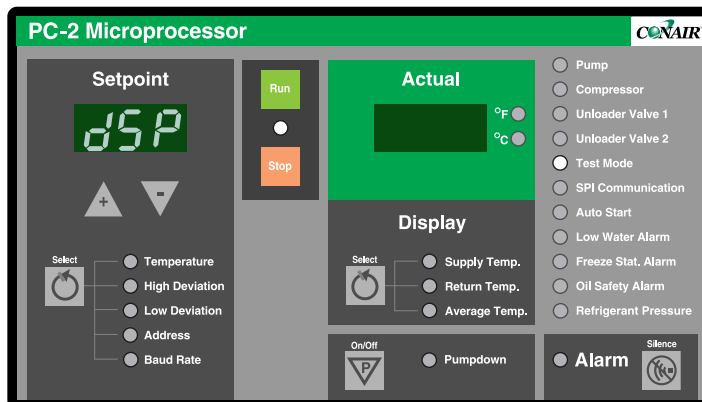 PC-2 Microprocessor
CONAIR
Setpoint
dSP
+
-
Select
Temperature
High Deviation
Low Deviation
Address
Baud Rate
Run
Stop
Actual
°F
°C
Display
Select
Supply Temp.
Return Temp.
Average Temp.
On/Off
P
Pumpdown
Pump
Compressor
Unloader Valve 1
Unloader Valve 2
Test Mode
SPI Communication
Auto Start
Low Water Alarm
Freeze Stat. Alarm
Oil Safety Alarm
Refrigerant Pressure
Alarm
Silence